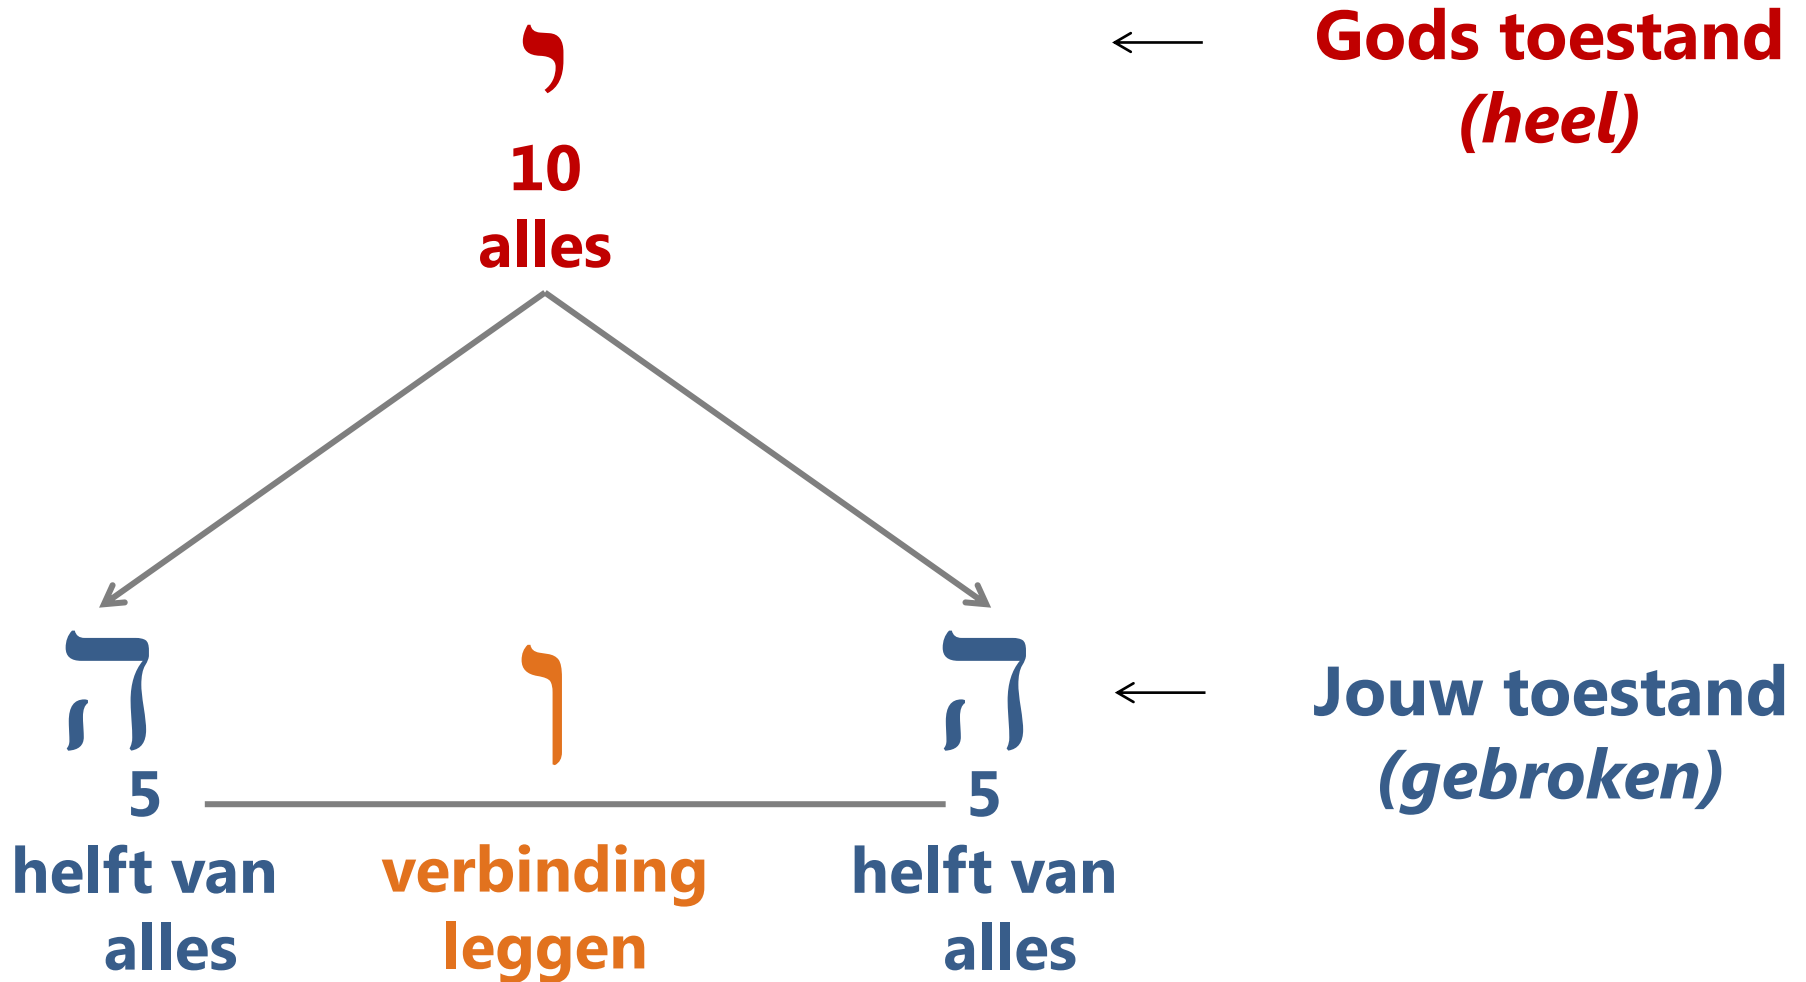 י
10
alles
Gods toestand
(heel)
ה
5
helft van
alles
ו
verbinding
leggen
ה
5
helft van
alles
Jouw toestand
(gebroken)